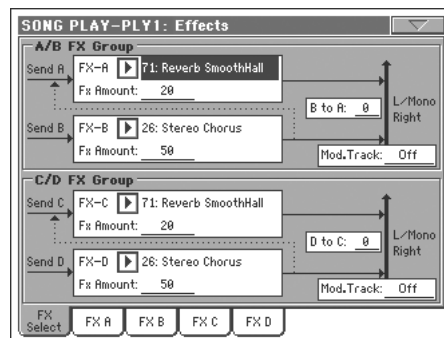 SONG PLAY-PLY1: Effects
A/B FX Group
Send A FX-A 71: Reverb SmoothHall
Fx Amount: 20
B to A: 0 L/Mono
Right
Send B FX-B 26: Stereo Chorus
Fx Amount: 50
Mod.Track: Off
C/D FX Group
Send C FX-C 71: Reverb SmoothHall
Fx Amount: 20
D to C: 0 L/Mono
Right
Send D FX-D 26: Stereo Chorus
Fx Amount: 50
Mod.Track: Off
FX Select FX A FX B FX C FX D